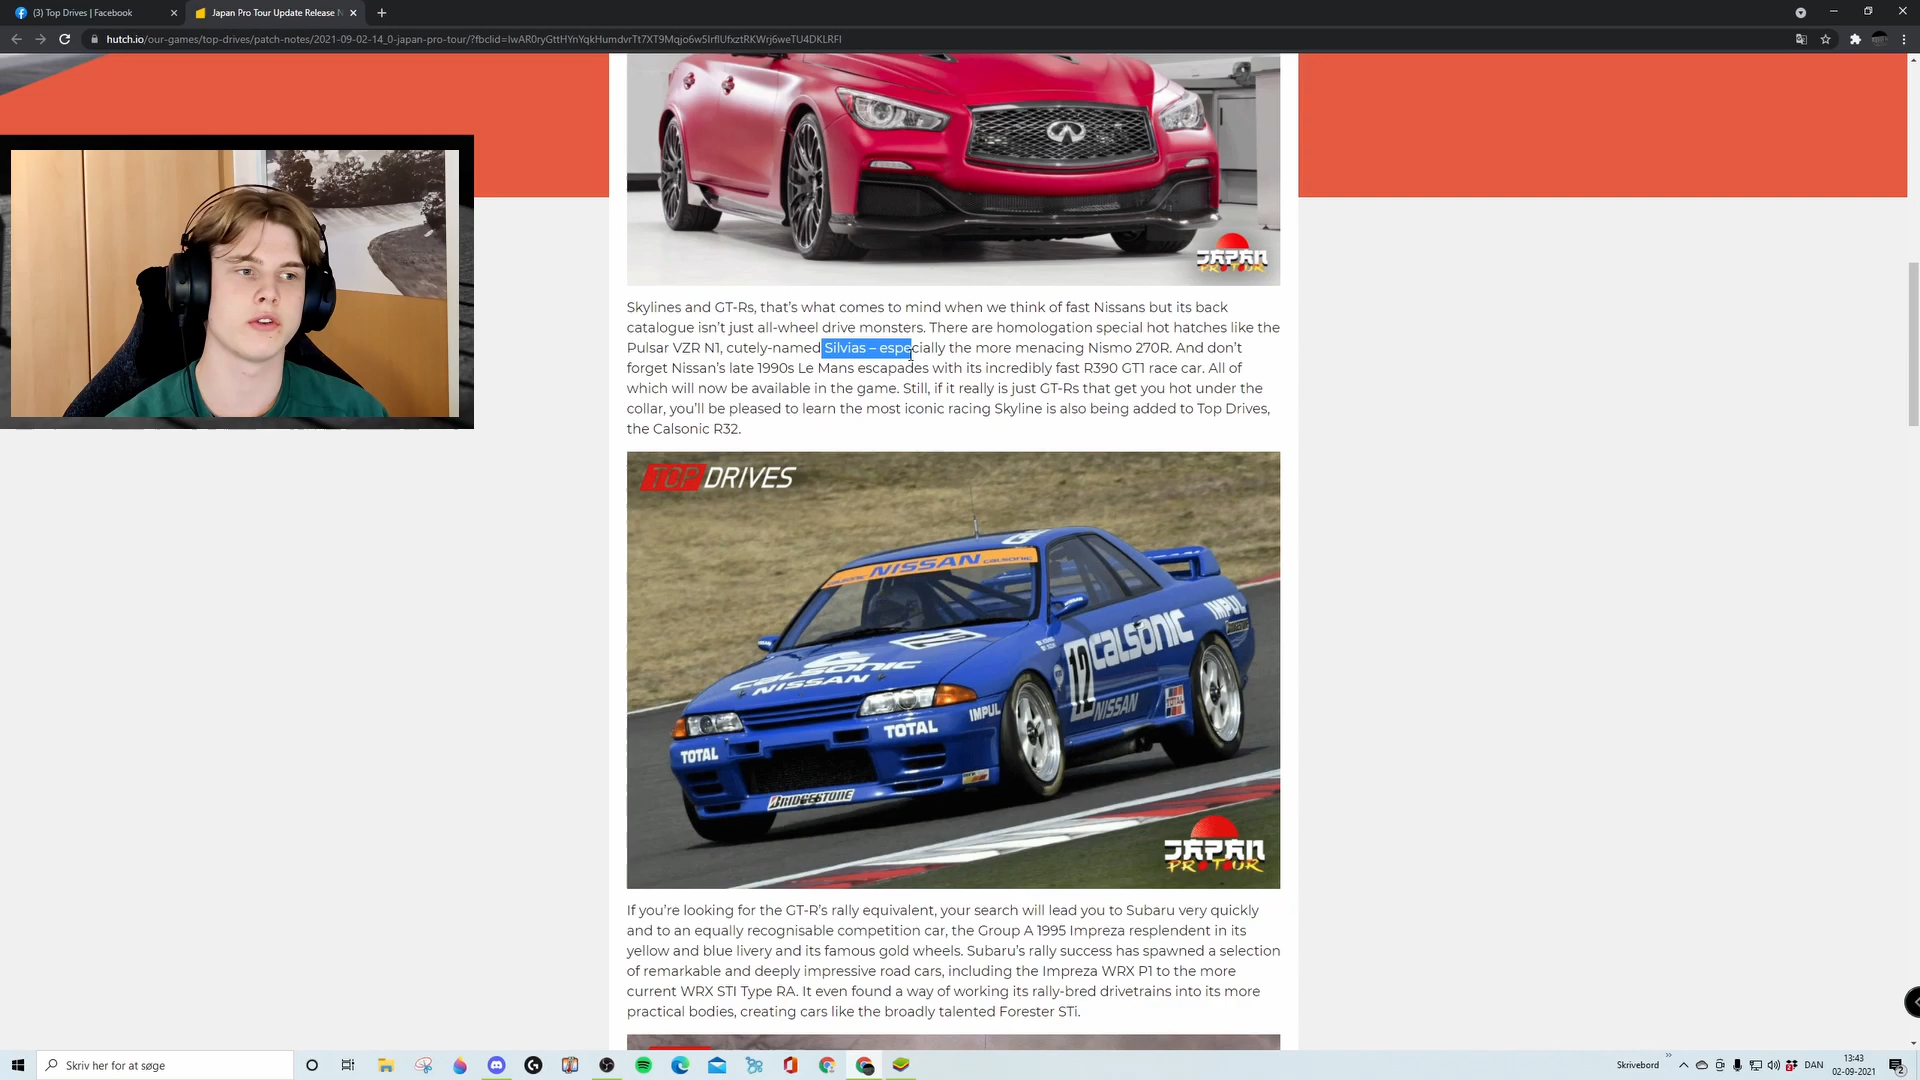 (3) Top Drives | Facebook
Japan Pro Tour Update Release N
hutch.io/our-games/top-drives/patch-notes/2021-09-02-14_0-japan-pro-tour/?fbclid=IwAR0ryGttHYnYqkHumdvrTt7XT9Mqjo6w5IrflUfxztRKWrj6weTU4DKLRFI
JAPAN
PRO TOUR
Skylines and GT-Rs, that’s what comes to mind when we think of fast Nissans but its back
catalogue isn’t just all-wheel drive monsters. There are homologation special hot hatches like the
Pulsar VZR N1, cutely-named Silvias – especially the more menacing Nismo 270R. And don’t
forget Nissan’s late 1990s Le Mans escapades with its incredibly fast R390 GT1 race car. All of
which will now be available in the game. Still, if it really is just GT-Rs that get you hot under the
collar, you’ll be pleased to learn the most iconic racing Skyline is also being added to Top Drives,
the Calsonic R32.
TOP DRIVES
CALSONIC NISSAN CALSONIC
IMPUL
BRIDGESTONE
CALSONIC
12
CALSONIC
NISSAN
NISSAN
IMPUL
TOTAL
TOTAL
TOTAL
BRIDGESTONE
JAPAN
PRO TOUR
If you’re looking for the GT-R’s rally equivalent, your search will lead you to Subaru very quickly
and to an equally recognisable competition car, the Group A 1995 Impreza resplendent in its
yellow and blue livery and its famous gold wheels. Subaru’s rally success has spawned a selection
of remarkable and deeply impressive road cars, including the Impreza WRX P1 to the more
current WRX STI Type RA. It even found a way of working its rally-bred drivetrains into its more
practical bodies, creating cars like the broadly talented Forester STi.
Skriv her for at søge
Skrivebord
DAN
13:43
02-09-2021
2